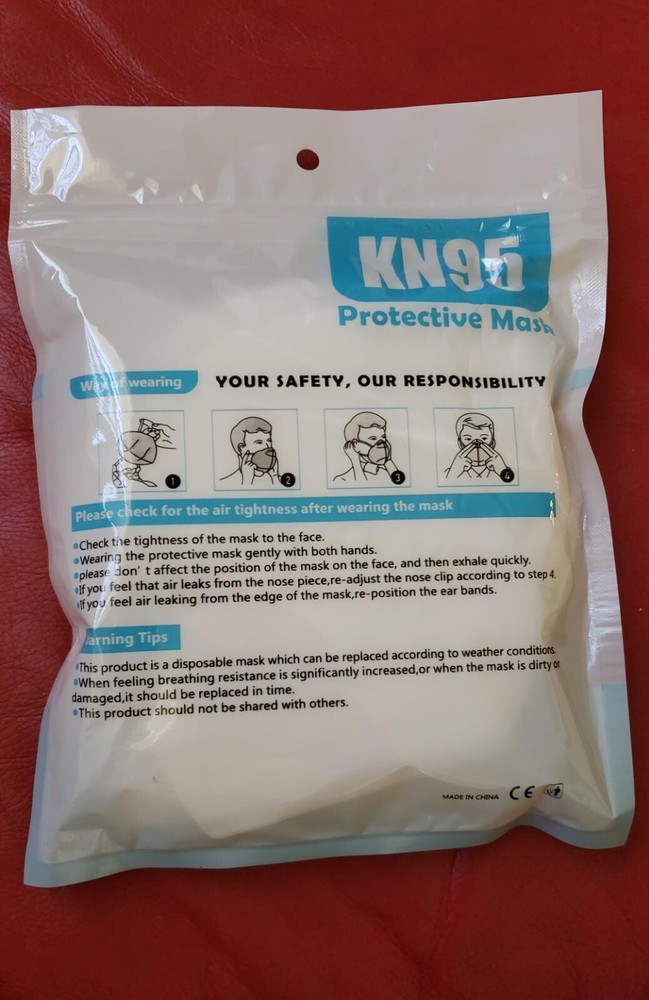 KN95
Protective Mask
Way of wearing
YOUR SAFETY, OUR RESPONSIBILITY
1
2
3
4
Please check for the air tightness after wearing the mask
Check the tightness of the mask to the face.
Wearing the protective mask gently with both hands.
please don' t affect the position of the mask on the face, and then exhale quickly.
If you feel that air leaks from the nose piece,re-adjust the nose clip according to step 4.
If you feel air leaking from the edge of the mask,re-position the ear bands.
Warning Tips
This product is a disposable mask which can be replaced according to weather conditions.
When feeling breathing resistance is significantly increased,or when the mask is dirty or
damaged,it should be replaced in time.
This product should not be shared with others.
MADE IN CHINA CE